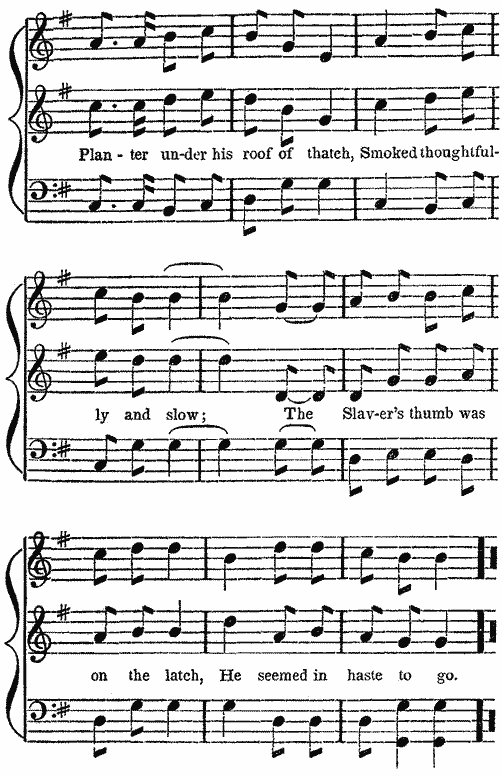 Plan - ter un-der his roof of thatch, Smoked thoughtful-
ly and slow; The Slav-er's thumb was
on the latch, He seemed in haste to go.